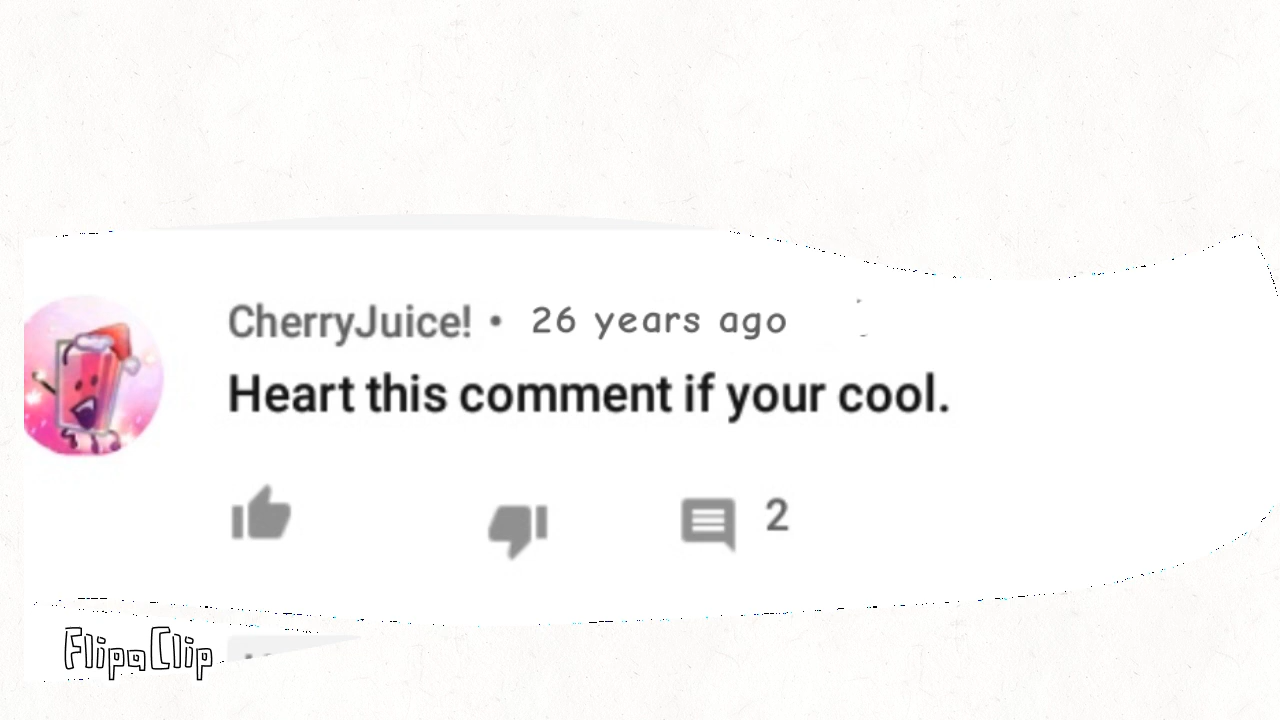 CherryJuice! • 26 years ago
Heart this comment if your cool.
2
FlipaClip